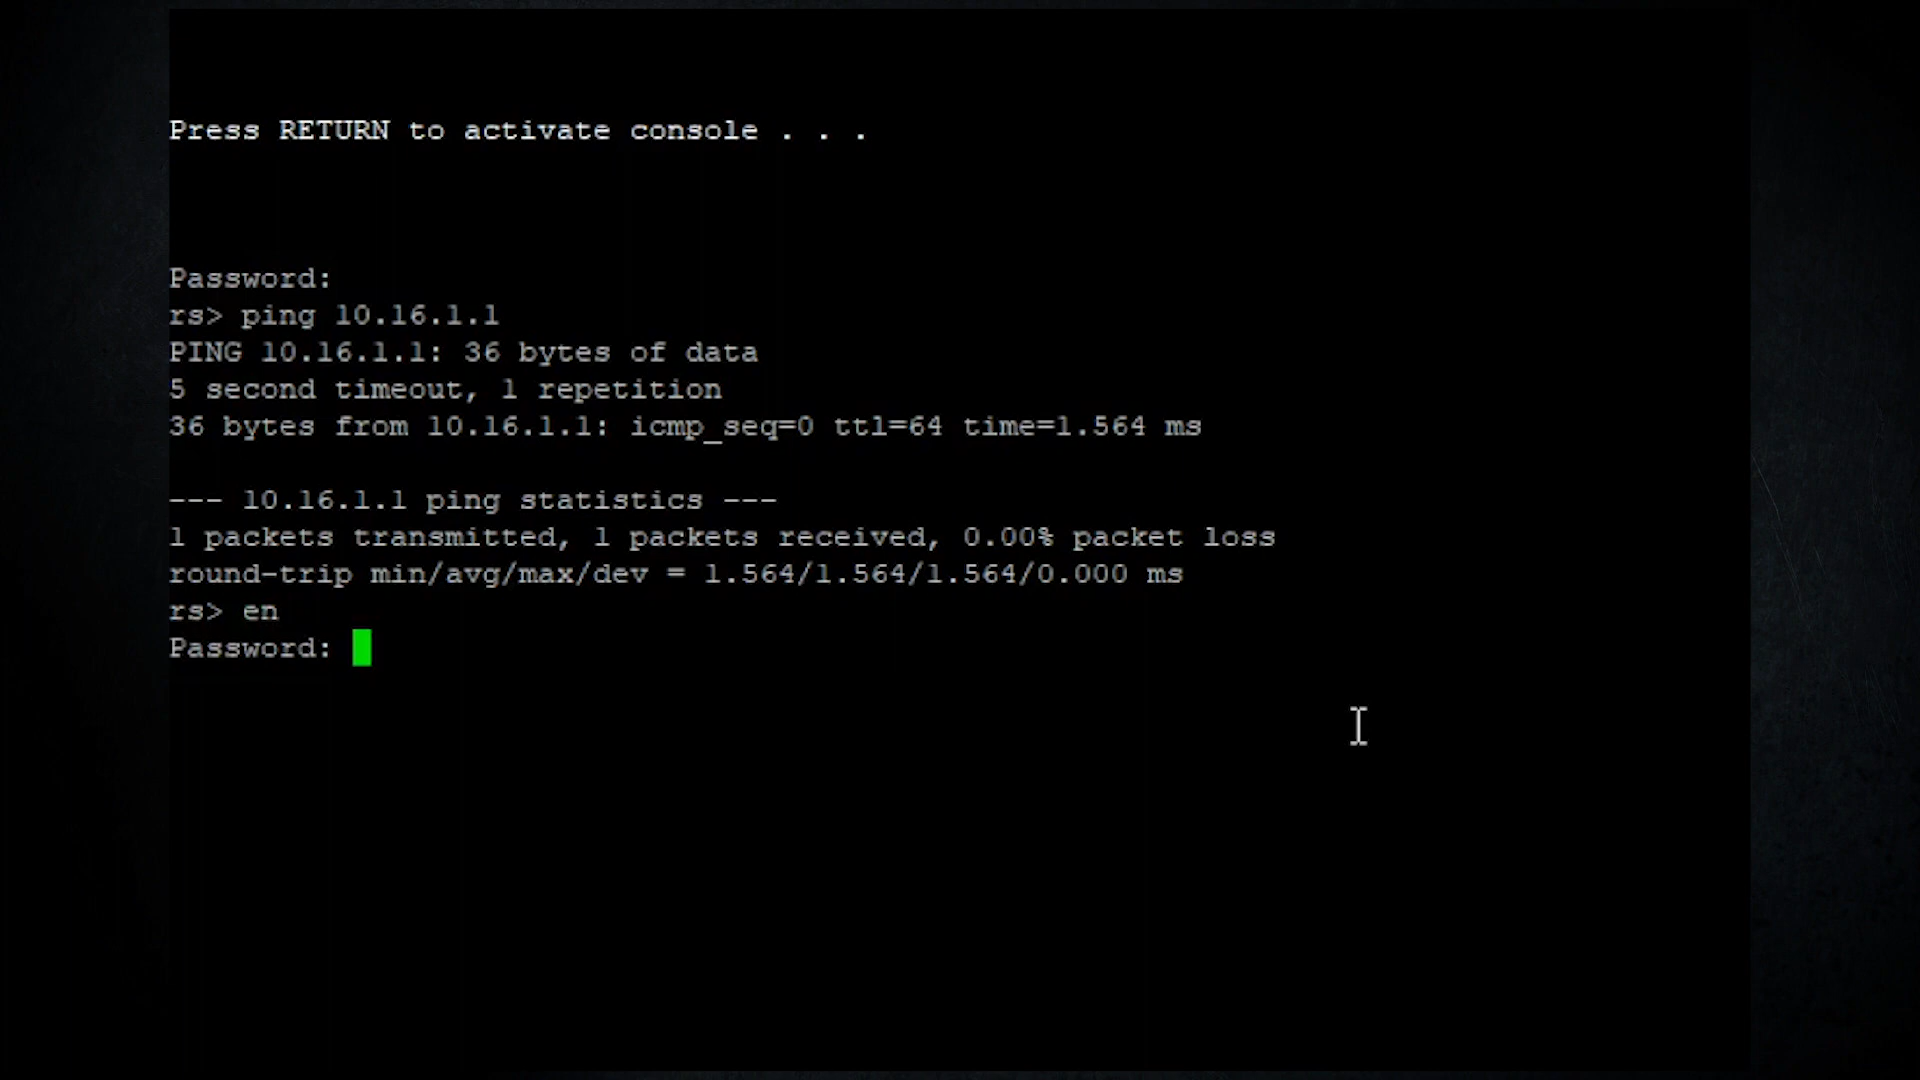 Press RETURN to activate console . . .
Password:
rs> ping 10.16.1.1
PING 10.16.1.1: 36 bytes of data
5 second timeout, 1 repetition
36 bytes from 10.16.1.1: icmp_seq=0 ttl=64 time=1.564 ms
--- 10.16.1.1 ping statistics ---
1 packets transmitted, 1 packets received, 0.00% packet loss
round-trip min/avg/max/dev = 1.564/1.564/1.564/0.000 ms
rs> en
Password: